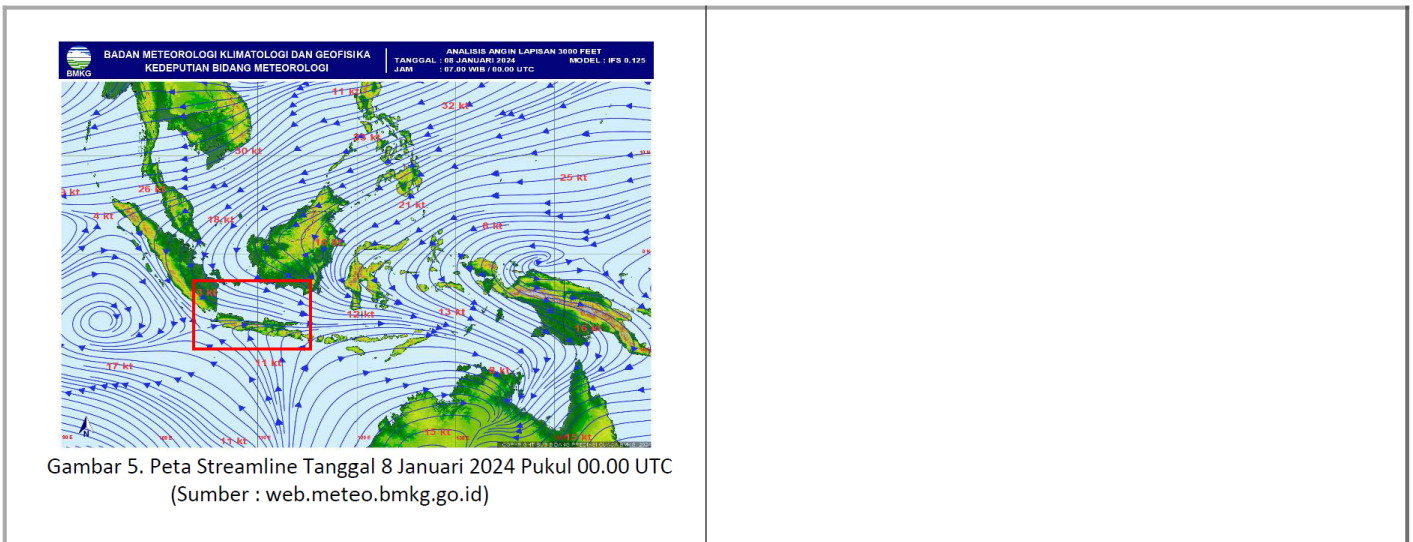 BMKG
BADAN METEOROLOGI KLIMATOLOGI DAN GEOFISIKA
KEDEPUTIAN BIDANG METEOROLOGI
ANALISIS ANGIN LAPISAN 3000 FEET
TANGGAL : 08 JANUARI 2024 MODEL : IFS 0.125
JAM : 07.00 WIB / 00.00 UTC
11 kt
32 kt
30 kt
25 kt
26 kt
4 kt
18 kt
21 kt
6 kt
12 kt
13 kt
16 kt
17 kt
11 kt
11 kt
N
Gambar 5. Peta Streamline Tanggal 8 Januari 2024 Pukul 00.00 UTC
(Sumber : web.meteo.bmkg.go.id)